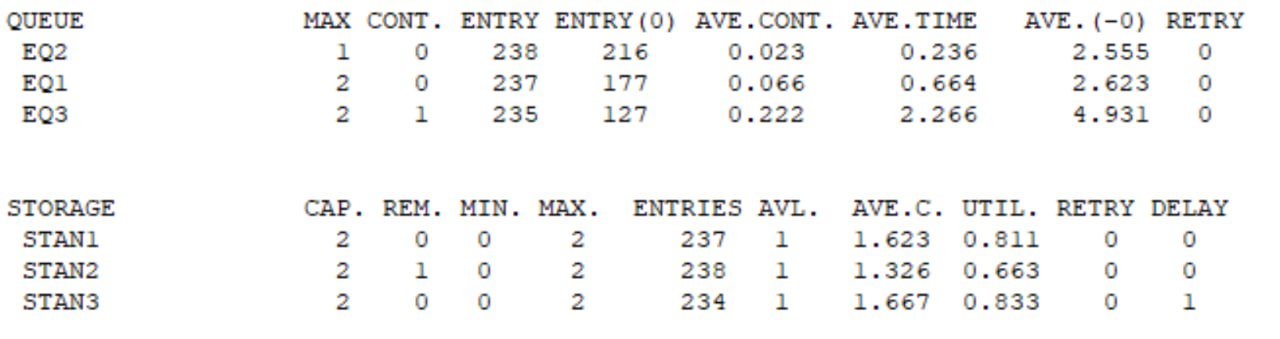 QUEUE MAX CONT. ENTRY ENTRY(0) AVE.CONT. AVE.TIME AVE.(-0) RETRY
EQ2 1 0 238 216 0.023 0.236 2.555 0
EQ1 2 0 237 177 0.066 0.664 2.623 0
EQ3 2 1 235 127 0.222 2.266 4.931 0
STORAGE CAP. REM. MIN. MAX. ENTRIES AVL. AVE.C. UTIL. RETRY DELAY
STAN1 2 0 0 2 237 1 1.623 0.811 0 0
STAN2 2 1 0 2 238 1 1.326 0.663 0 0
STAN3 2 0 0 2 234 1 1.667 0.833 0 1